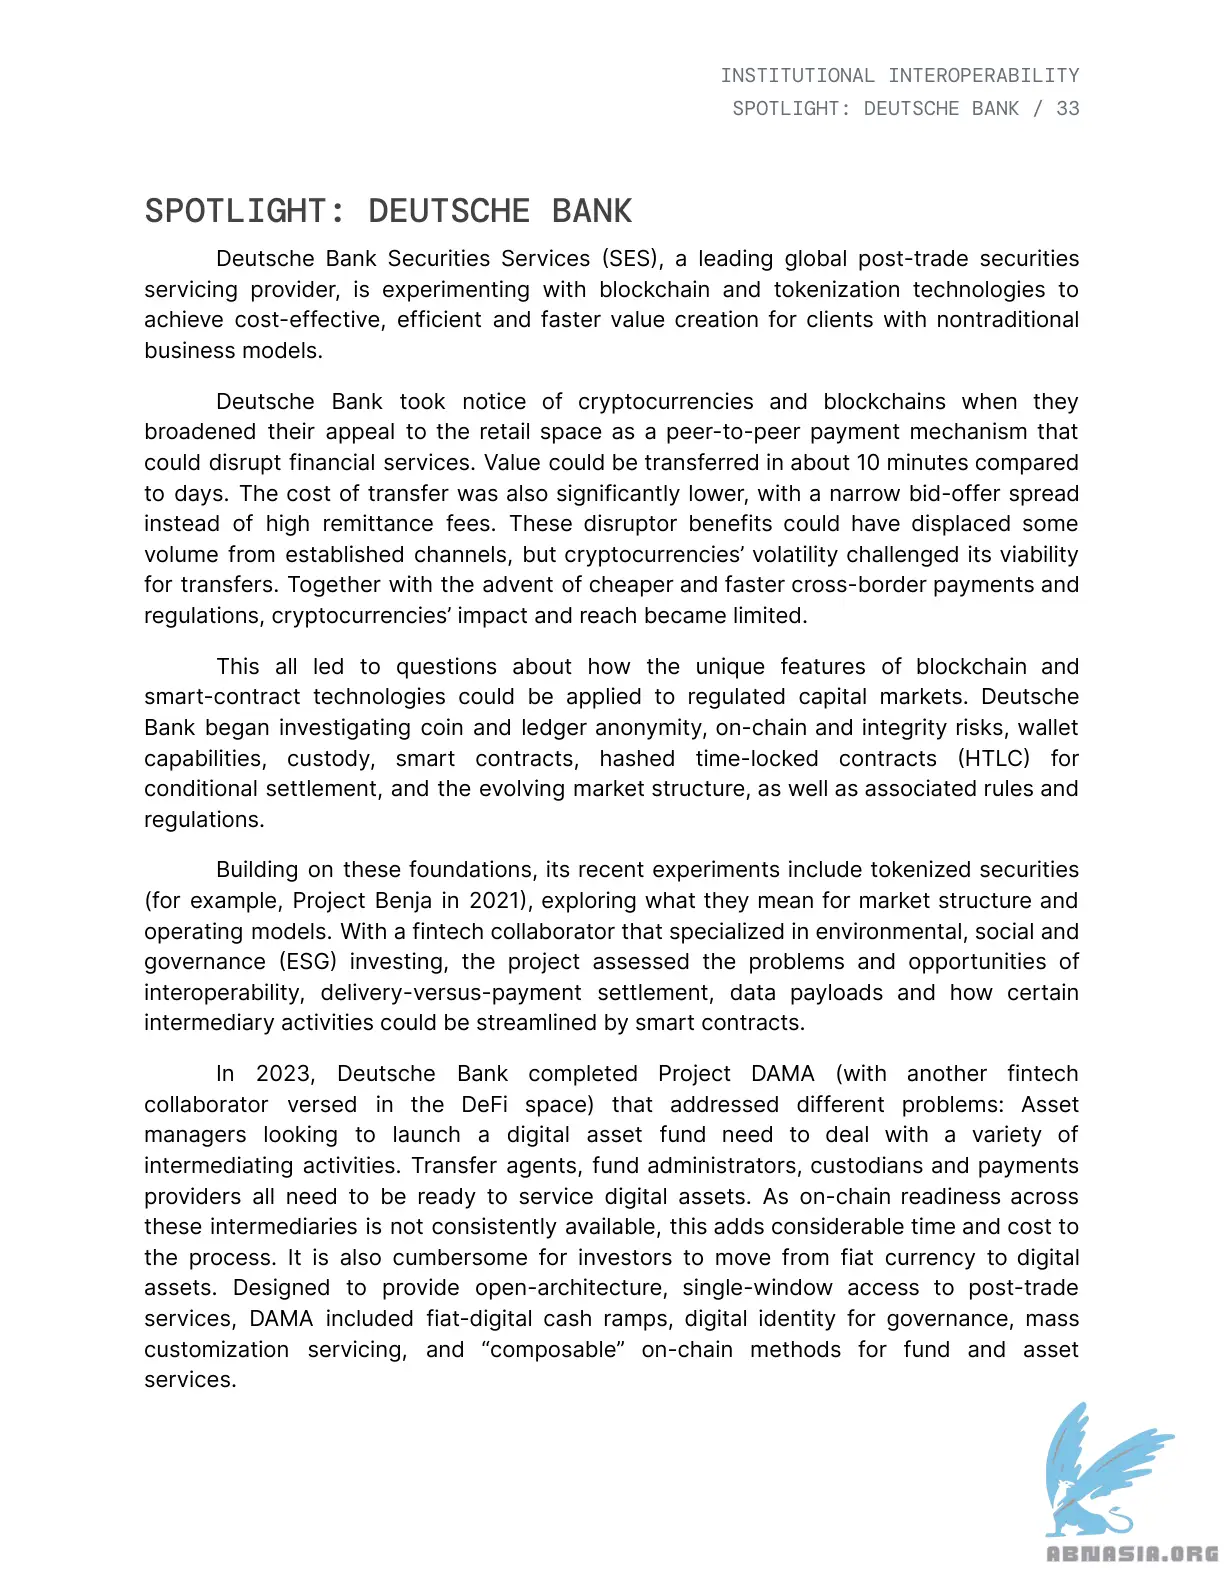 INSTITUTIONAL INTEROPERABILITY
SPOTLIGHT: DEUTSCHE BANK / 33
SPOTLIGHT: DEUTSCHE BANK
Deutsche Bank Securities Services (SES), a leading global post-trade securities
servicing provider, is experimenting with blockchain and tokenization technologies to
achieve cost-effective, efficient and faster value creation for clients with nontraditional
business models.
Deutsche Bank took notice of cryptocurrencies and blockchains when they
broadened their appeal to the retail space as a peer-to-peer payment mechanism that
could disrupt financial services. Value could be transferred in about 10 minutes compared
to days. The cost of transfer was also significantly lower, with a narrow bid-offer spread
instead of high remittance fees. These disruptor benefits could have displaced some
volume from established channels, but cryptocurrencies’ volatility challenged its viability
for transfers. Together with the advent of cheaper and faster cross-border payments and
regulations, cryptocurrencies’ impact and reach became limited.
This all led to questions about how the unique features of blockchain and
smart-contract technologies could be applied to regulated capital markets. Deutsche
Bank began investigating coin and ledger anonymity, on-chain and integrity risks, wallet
capabilities, custody, smart contracts, hashed time-locked contracts (HTLC) for
conditional settlement, and the evolving market structure, as well as associated rules and
regulations.
Building on these foundations, its recent experiments include tokenized securities
(for example, Project Benja in 2021), exploring what they mean for market structure and
operating models. With a fintech collaborator that specialized in environmental, social and
governance (ESG) investing, the project assessed the problems and opportunities of
interoperability, delivery-versus-payment settlement, data payloads and how certain
intermediary activities could be streamlined by smart contracts.
In 2023, Deutsche Bank completed Project DAMA (with another fintech
collaborator versed in the DeFi space) that addressed different problems: Asset
managers looking to launch a digital asset fund need to deal with a variety of
intermediating activities. Transfer agents, fund administrators, custodians and payments
providers all need to be ready to service digital assets. As on-chain readiness across
these intermediaries is not consistently available, this adds considerable time and cost to
the process. It is also cumbersome for investors to move from fiat currency to digital
assets. Designed to provide open-architecture, single-window access to post-trade
services, DAMA included fiat-digital cash ramps, digital identity for governance, mass
customization servicing, and “composable” on-chain methods for fund and asset
services.
ABNASIA.ORG